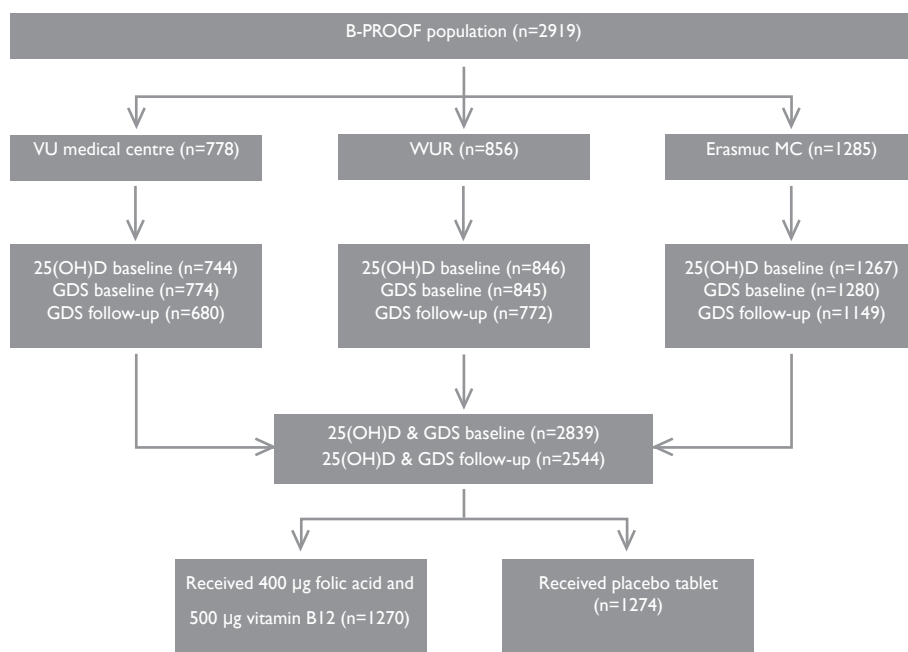 B-PROOF population (n=2919)
VU medical centre (n=778)
WUR (n=856)
Erasmuc MC (n=1285)
25(OH)D baseline (n=744)
GDS baseline (n=774)
GDS follow-up (n=680)
25(OH)D baseline (n=846)
GDS baseline (n=845)
GDS follow-up (n=772)
25(OH)D baseline (n=1267)
GDS baseline (n=1280)
GDS follow-up (n=1149)
25(OH)D & GDS baseline (n=2839)
25(OH)D & GDS follow-up (n=2544)
Received 400 µg folic acid and
500 µg vitamin B12 (n=1270)
Received placebo tablet
(n=1274)